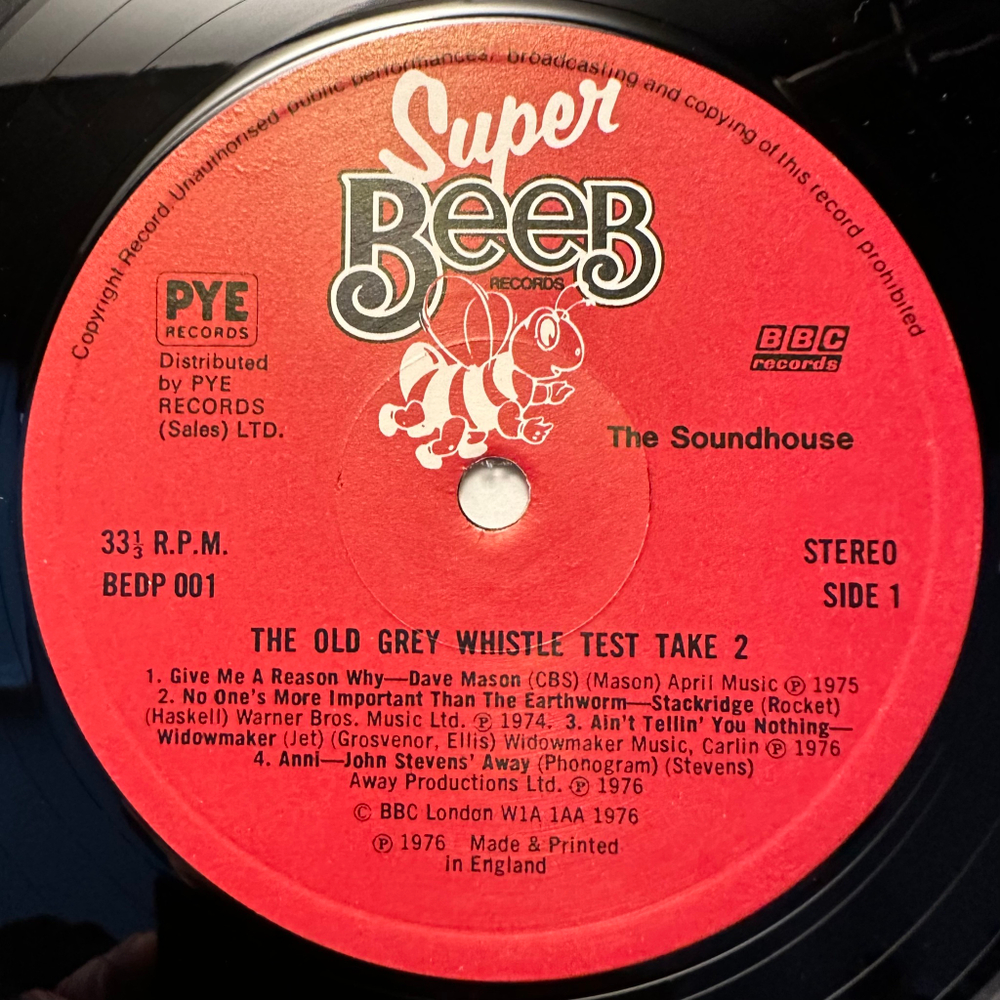 Copyright Record. Unauthorised public performances, broadcasting and copying of this record prohibited
Super
BeeB
RECORDS
PYE
RECORDS
Distributed
by PYE
RECORDS
(Sales) LTD.
BBC
records
The Soundhouse
33⅓ R.P.M.
BEDP 001
STEREO
SIDE 1
THE OLD GREY WHISTLE TEST TAKE 2
1. Give Me A Reason Why—Dave Mason (CBS) (Mason) April Music ℗ 1975
2. No One's More Important Than The Earthworm—Stackridge (Rocket)
(Haskell) Warner Bros. Music Ltd. ℗ 1974. 3. Ain't Tellin' You Nothing—
Widowmaker (Jet) (Grosvenor, Ellis) Widowmaker Music, Carlin ℗ 1976
4. Anni—John Stevens' Away (Phonogram) (Stevens)
Away Productions Ltd. ℗ 1976
© BBC London W1A 1AA 1976
℗ 1976 Made & Printed
in England